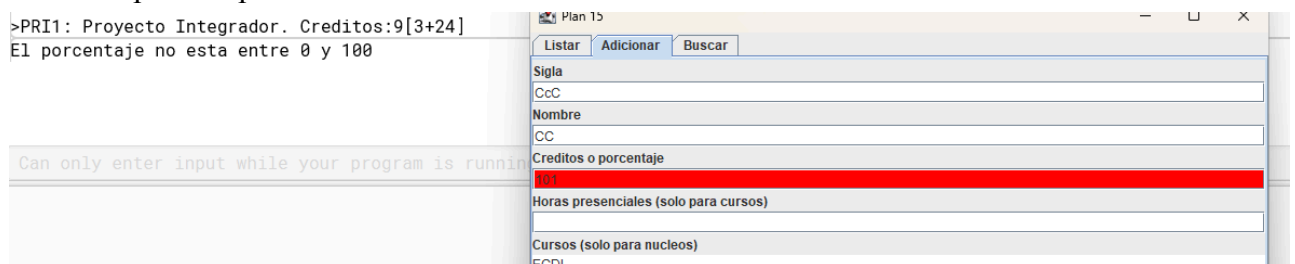 >PRI1: Proyecto Integrador. Creditos:9[3+24]
El porcentaje no esta entre 0 y 100
Can only enter input while your program is runnin
Plan 15
Listar Adicionar Buscar
Sigla
CcC
Nombre
CC
Creditos o porcentaje
101
Horas presenciales (solo para cursos)
Cursos (solo para nucleos)